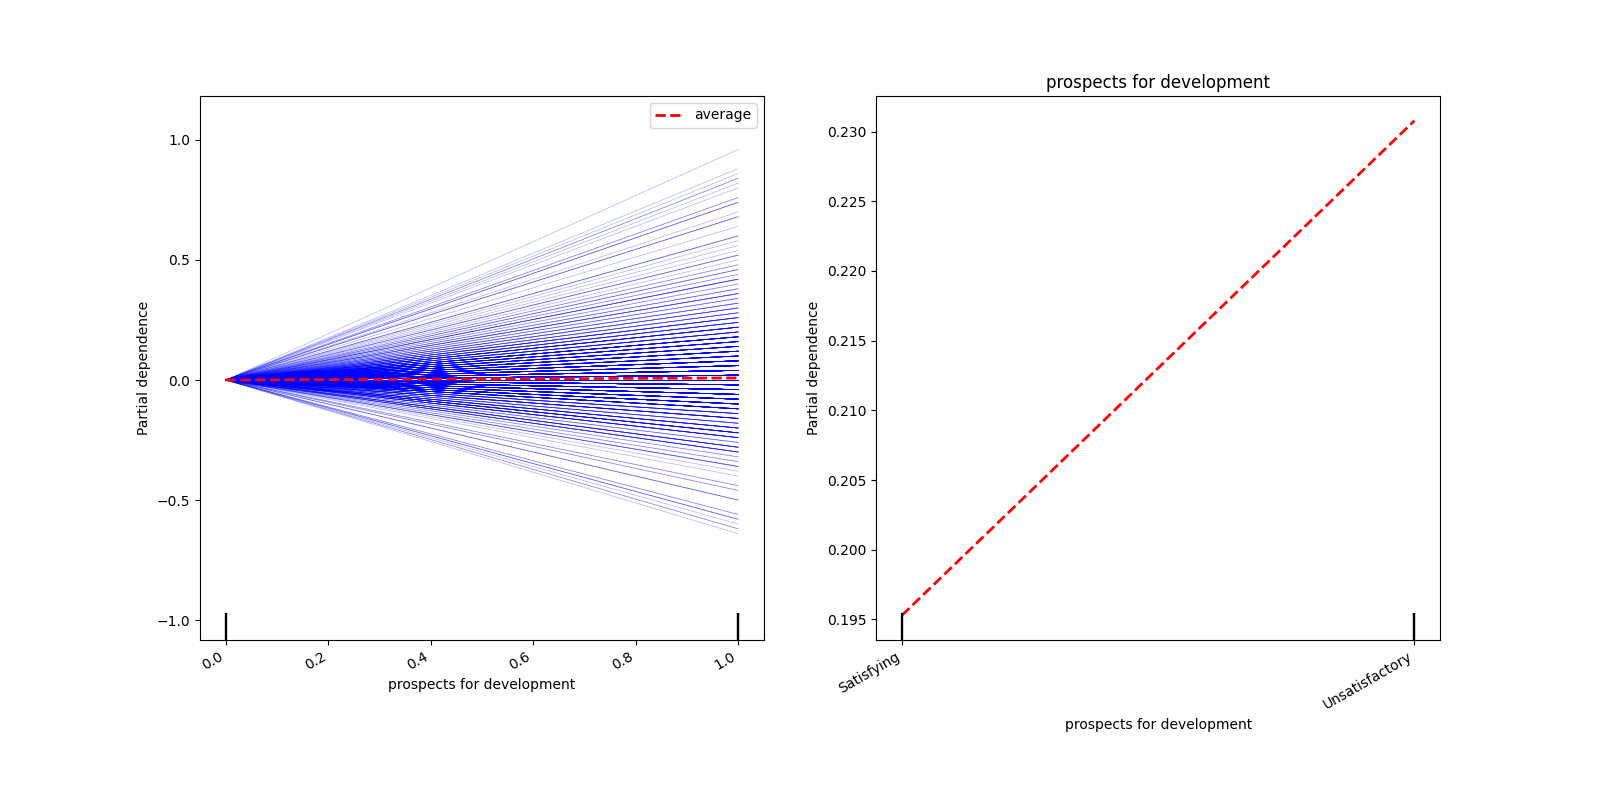 average
1.0
0.5
0.0
−0.5
−1.0
Partial dependence
0.0
0.2
0.4
0.6
0.8
1.0
prospects for development
prospects for development
0.230
0.225
0.220
0.215
0.210
0.205
0.200
0.195
Partial dependence
Satisfying
Unsatisfactory
prospects for development